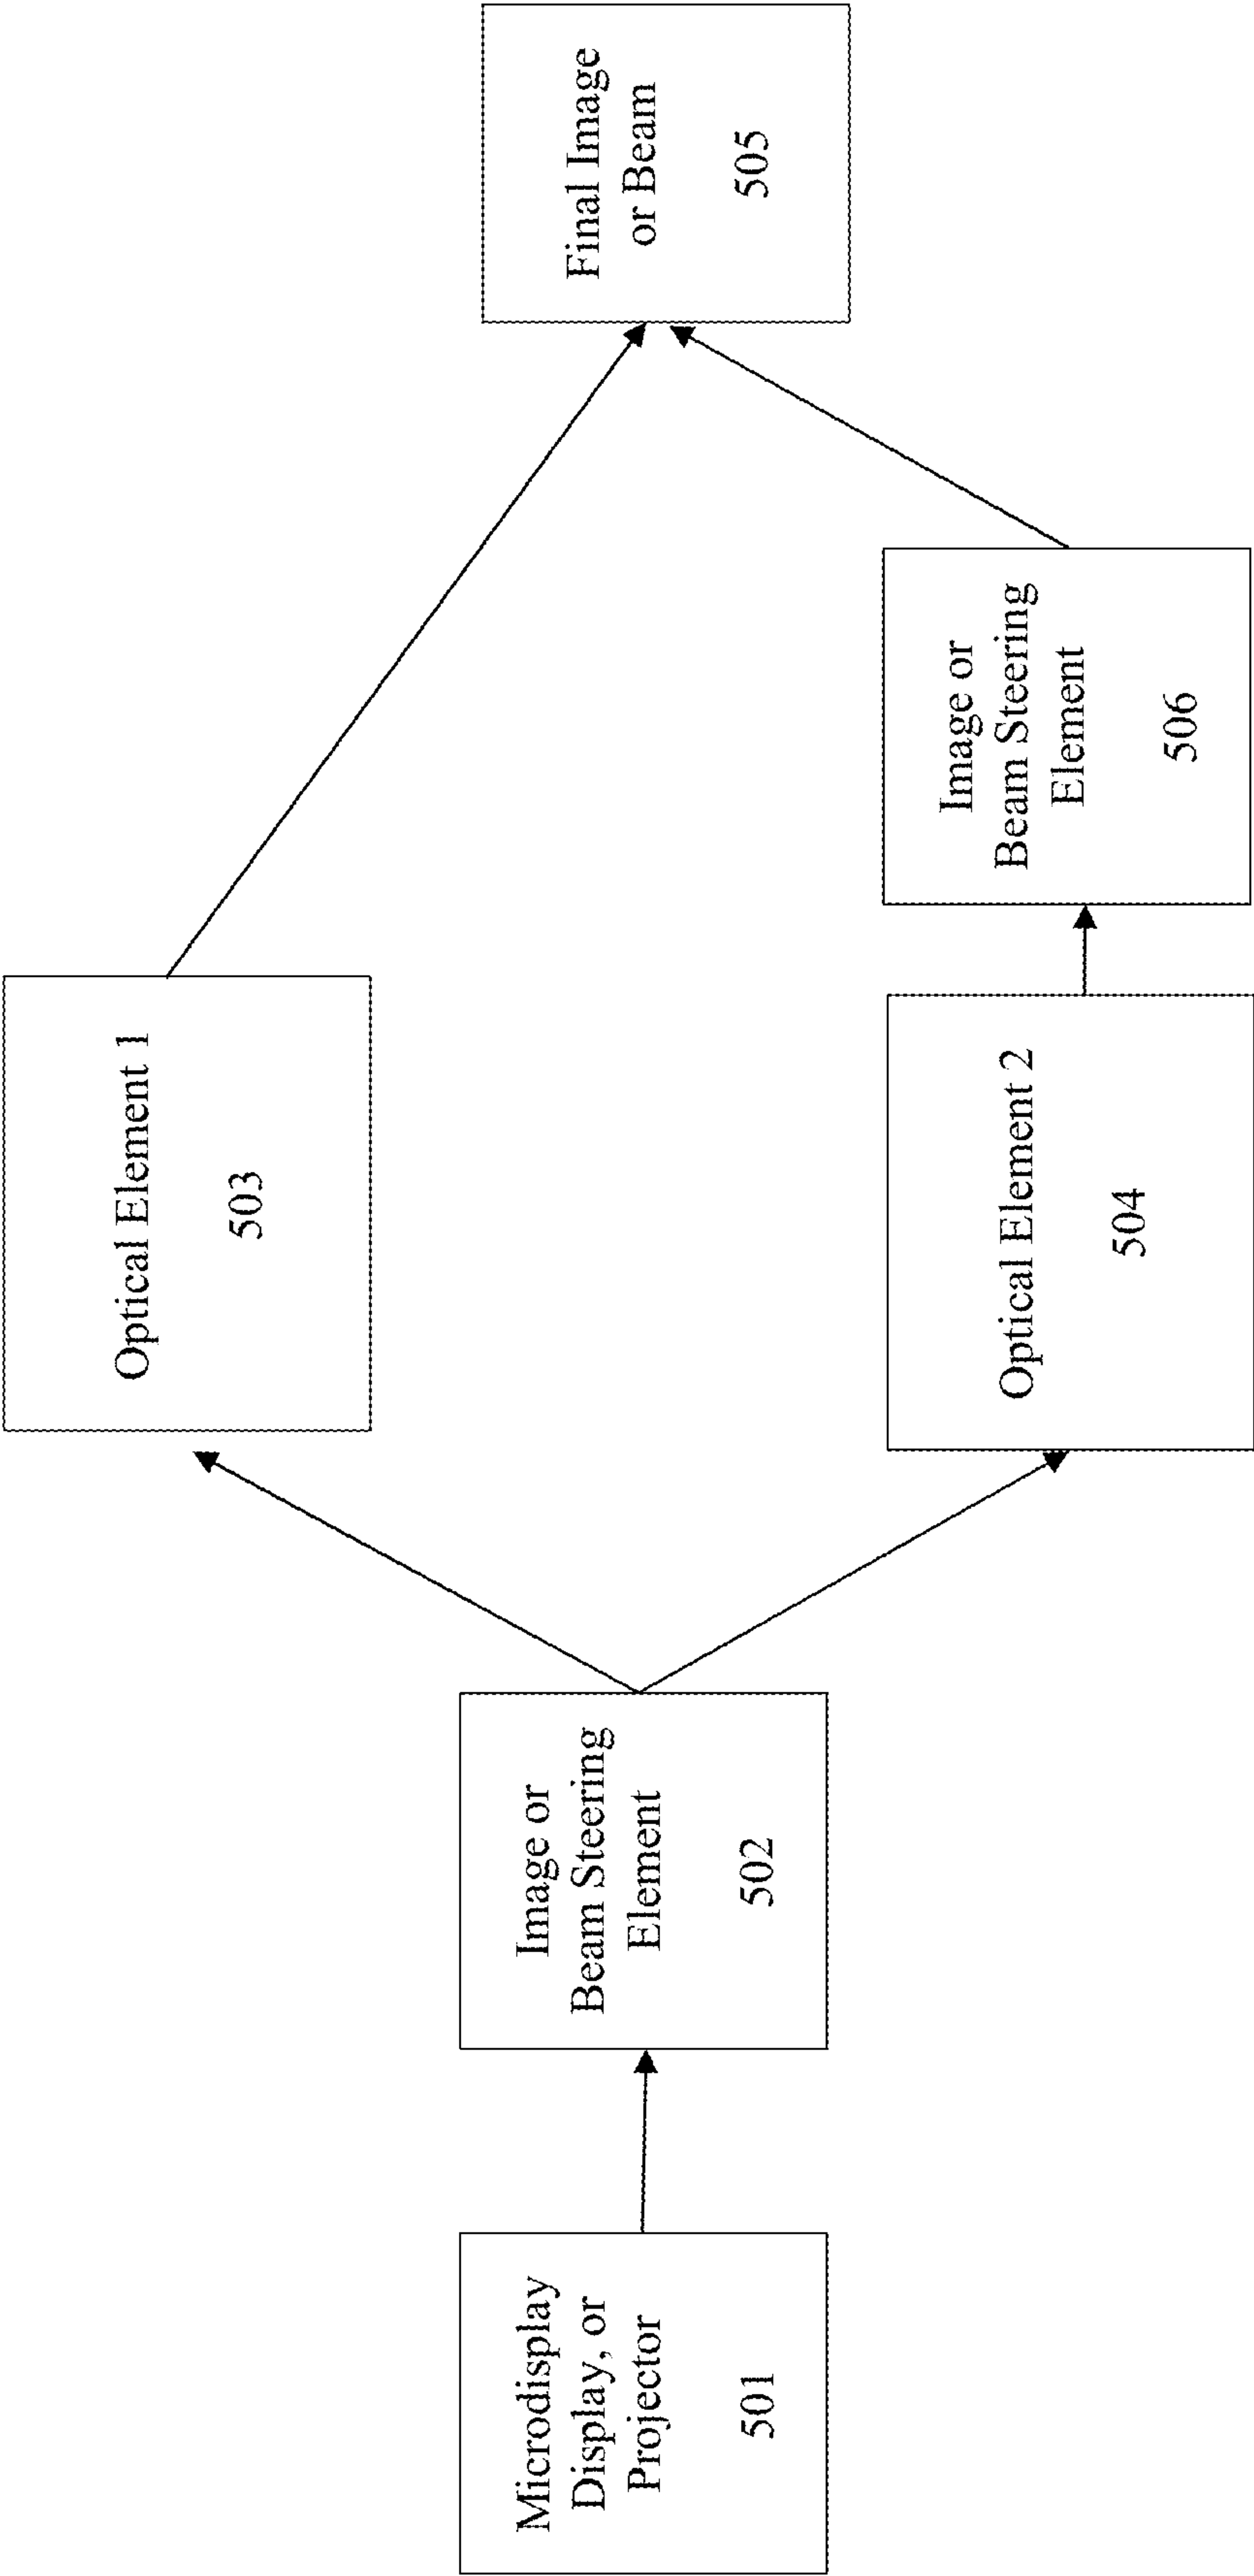 Microdisplay
Display, or
Projector
501
Image or
Beam Steering
Element
502
Optical Element 1
503
Optical Element 2
504
Image or
Beam Steering
Element
506
Final Image
or Beam
505